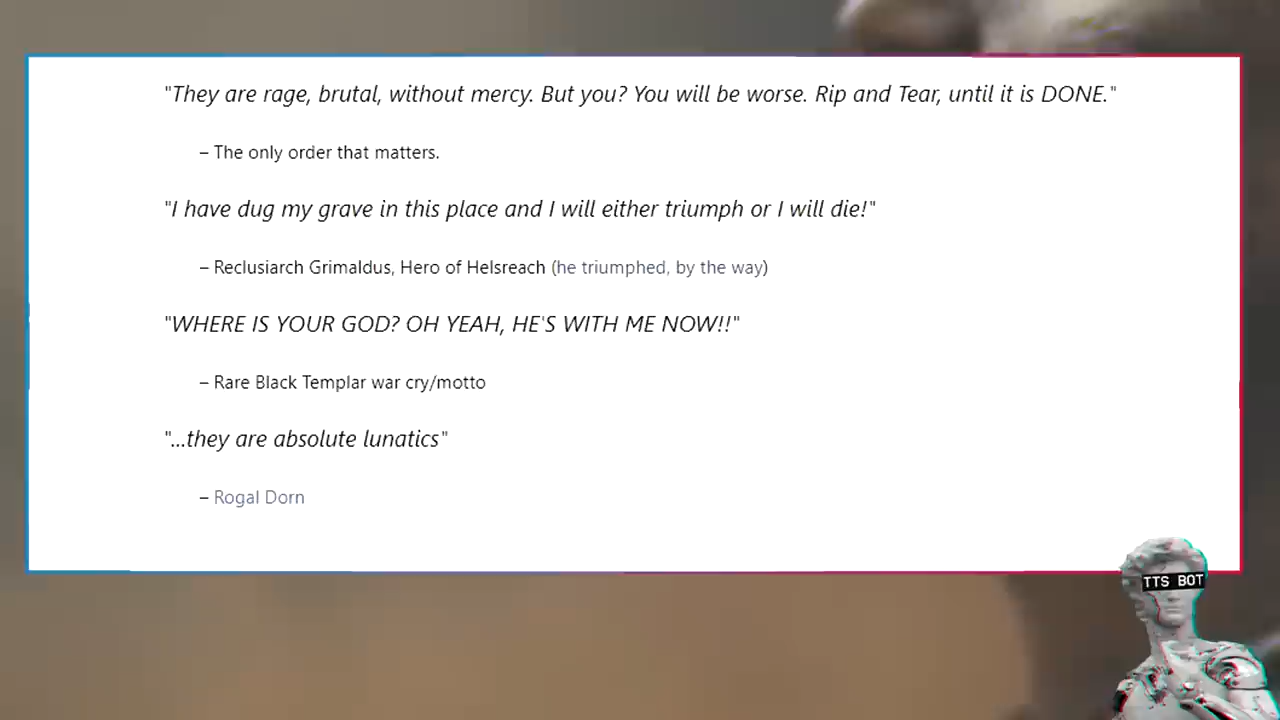 "They are rage, brutal, without mercy. But you? You will be worse. Rip and Tear, until it is DONE."
– The only order that matters.
"I have dug my grave in this place and I will either triumph or I will die!"
– Reclusiarch Grimaldus, Hero of Helsreach (he triumphed, by the way)
"WHERE IS YOUR GOD? OH YEAH, HE'S WITH ME NOW!!"
– Rare Black Templar war cry/motto
"...they are absolute lunatics"
– Rogal Dorn
TTS BOT